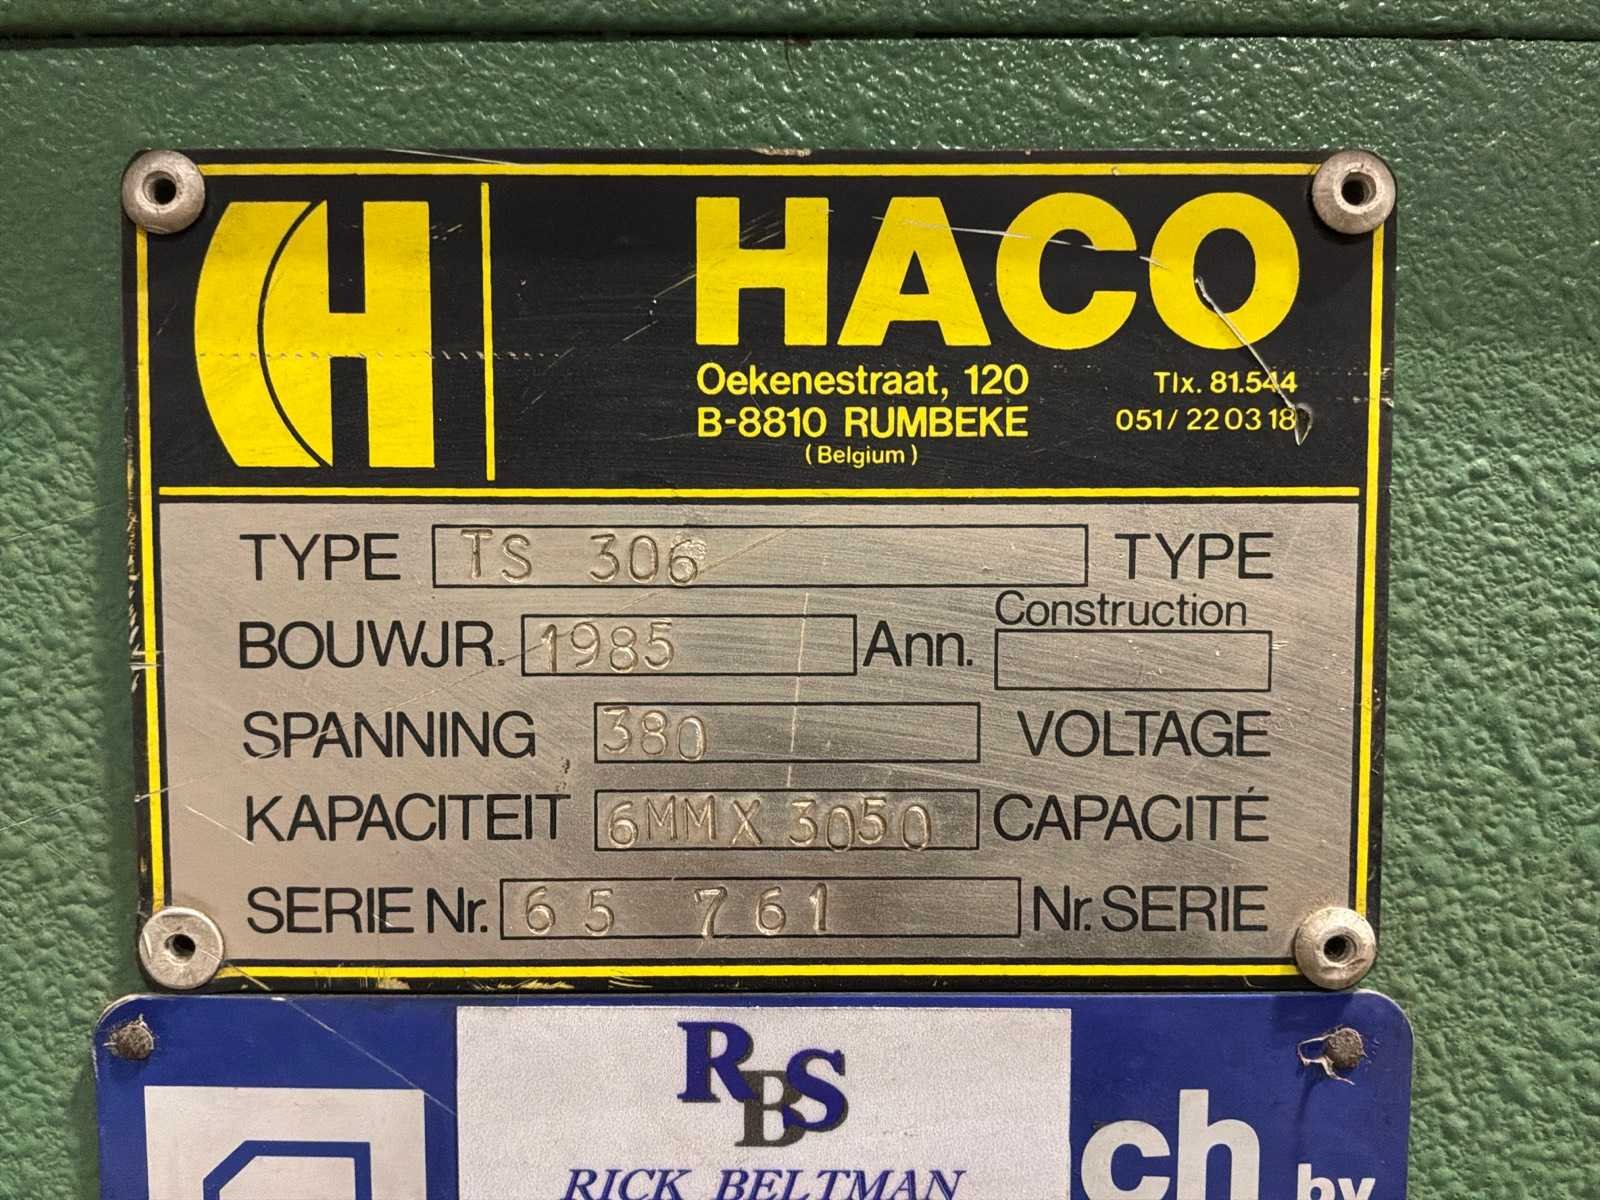 HACO
Oekenestraat, 120 Tlx. 81.544
B-8810 RUMBEKE 051/ 22 03 18
(Belgium)
TYPE TS 306 TYPE
BOUWJR. 1985 Ann. Construction
SPANNING 380 VOLTAGE
KAPACITEIT 6MM X 3050 CAPACITÉ
SERIE Nr. 65 761 Nr. SERIE
RBS
RICK BELTMAN
ch by